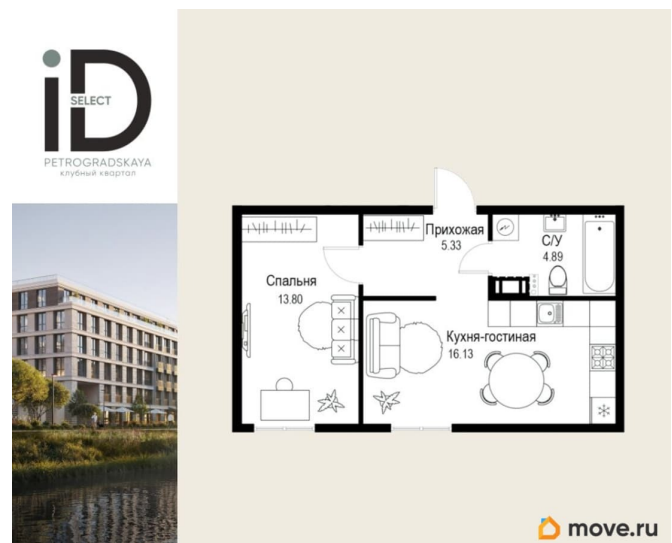 iD
SELECT
PETROGRADSKAYA
клубный квартал
Прихожая
5.33
С/У
4.89
Спальня
13.80
Кухня-гостиная
16.13
move.ru